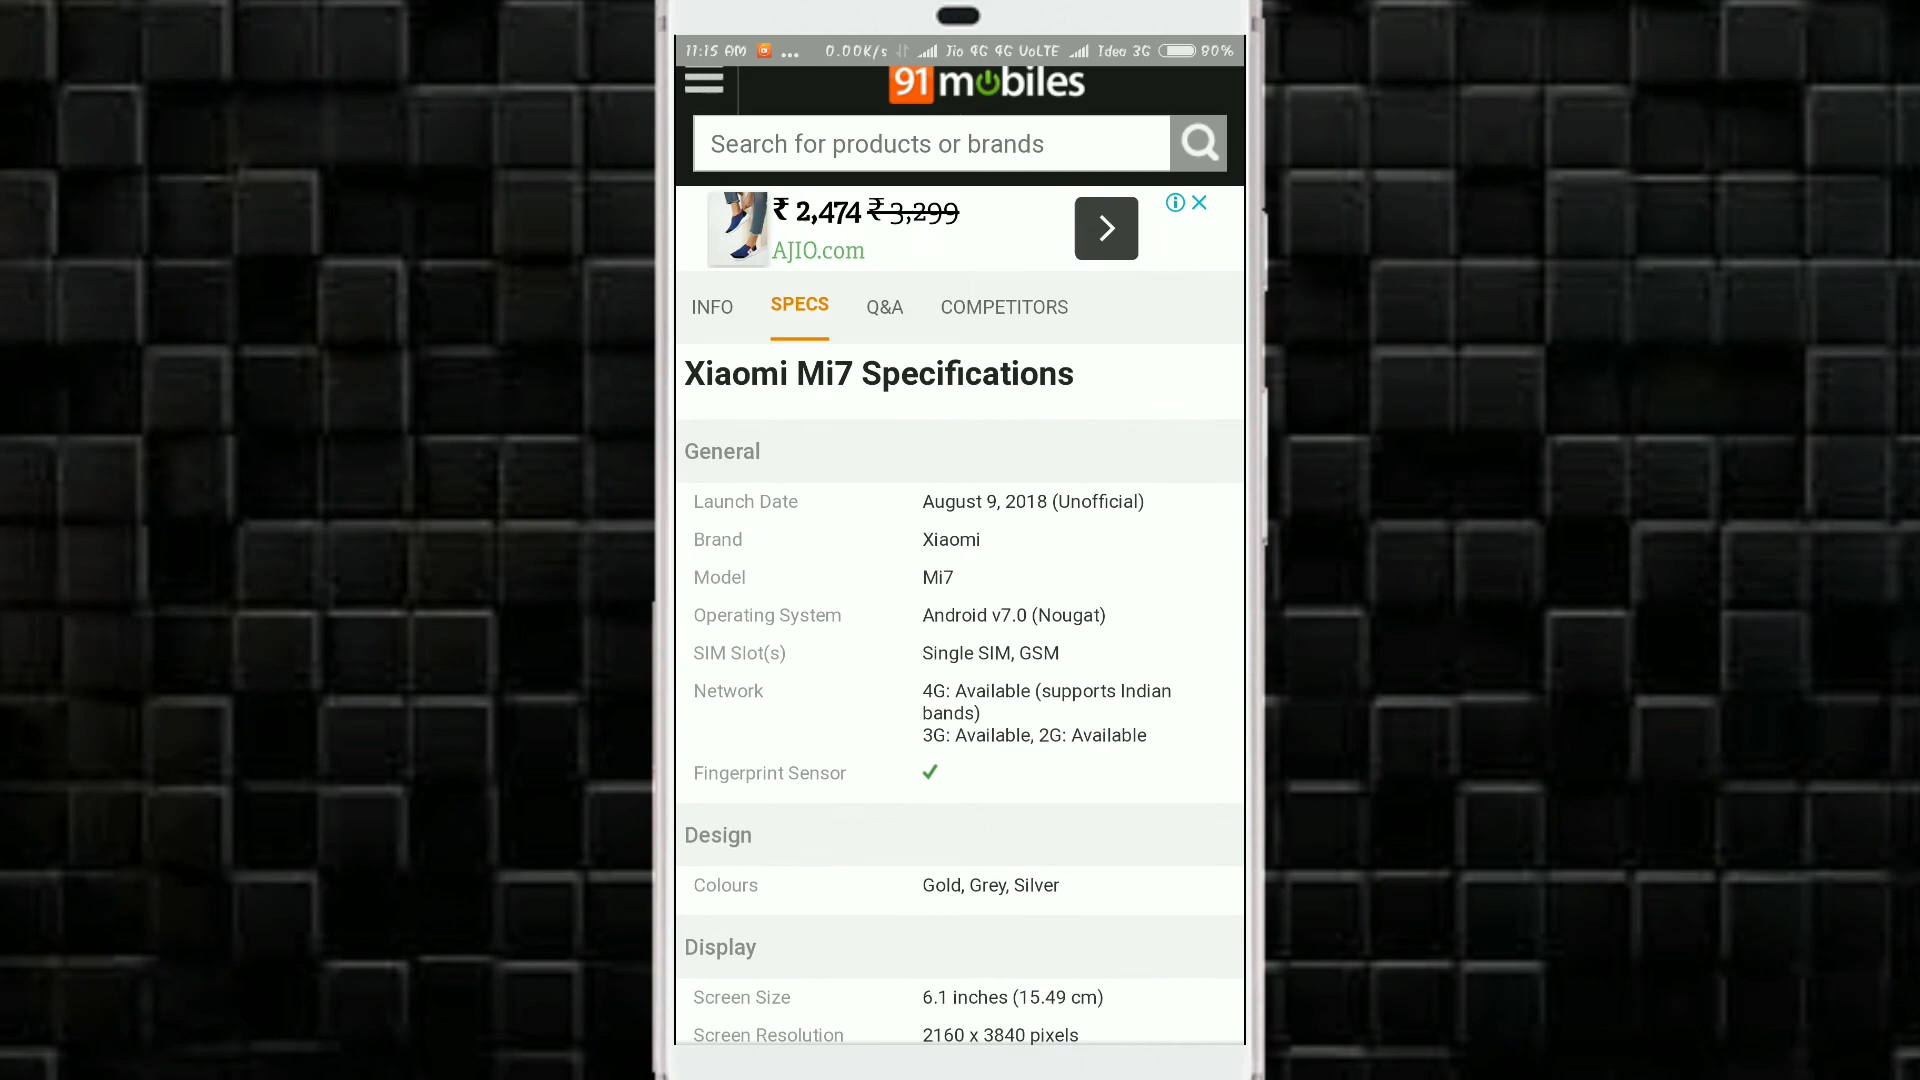 11:15 AM ... 0.00K/s Jio 4G 4G VoLTE Idea 3G 80%
91mobiles
Search for products or brands
₹ 2,474 ₹ 3,299
AJIO.com
INFO SPECS Q&A COMPETITORS
Xiaomi Mi7 Specifications
General
Launch Date August 9, 2018 (Unofficial)
Brand Xiaomi
Model Mi7
Operating System Android v7.0 (Nougat)
SIM Slot(s) Single SIM, GSM
Network 4G: Available (supports Indian
bands)
3G: Available, 2G: Available
Fingerprint Sensor
Design
Colours Gold, Grey, Silver
Display
Screen Size 6.1 inches (15.49 cm)
Screen Resolution 2160 x 3840 pixels